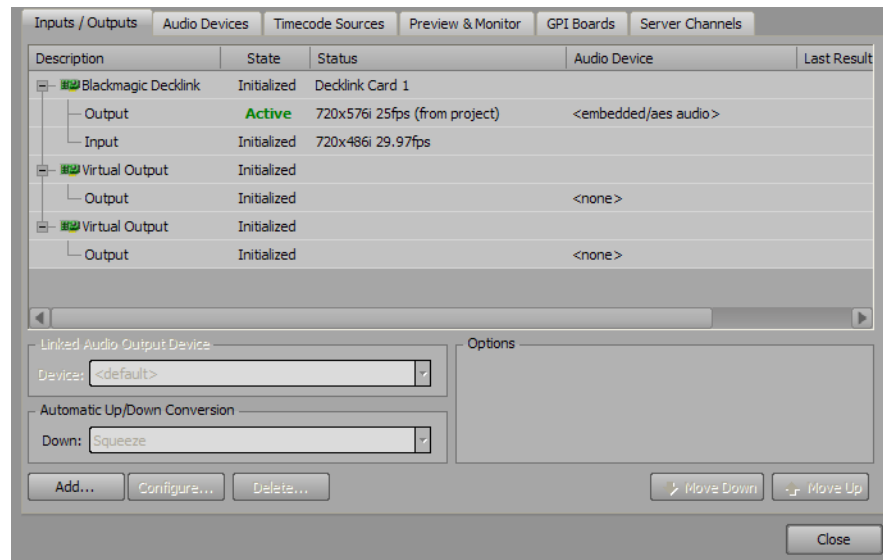 Inputs / Outputs Audio Devices Timecode Sources Preview & Monitor GPI Boards Server Channels
Description State Status Audio Device Last Result
Blackmagic Decklink Initialized Decklink Card 1
Output Active 720x576i 25fps (from project) <embedded/aes audio>
Input Initialized 720x486i 29.97fps
Virtual Output Initialized
Output Initialized <none>
Virtual Output Initialized
Output Initialized <none>
Linked Audio Output Device Options
Device: <default>
Automatic Up/Down Conversion
Down: Squeeze
Add... Configure... Delete... Move Down Move Up
Close